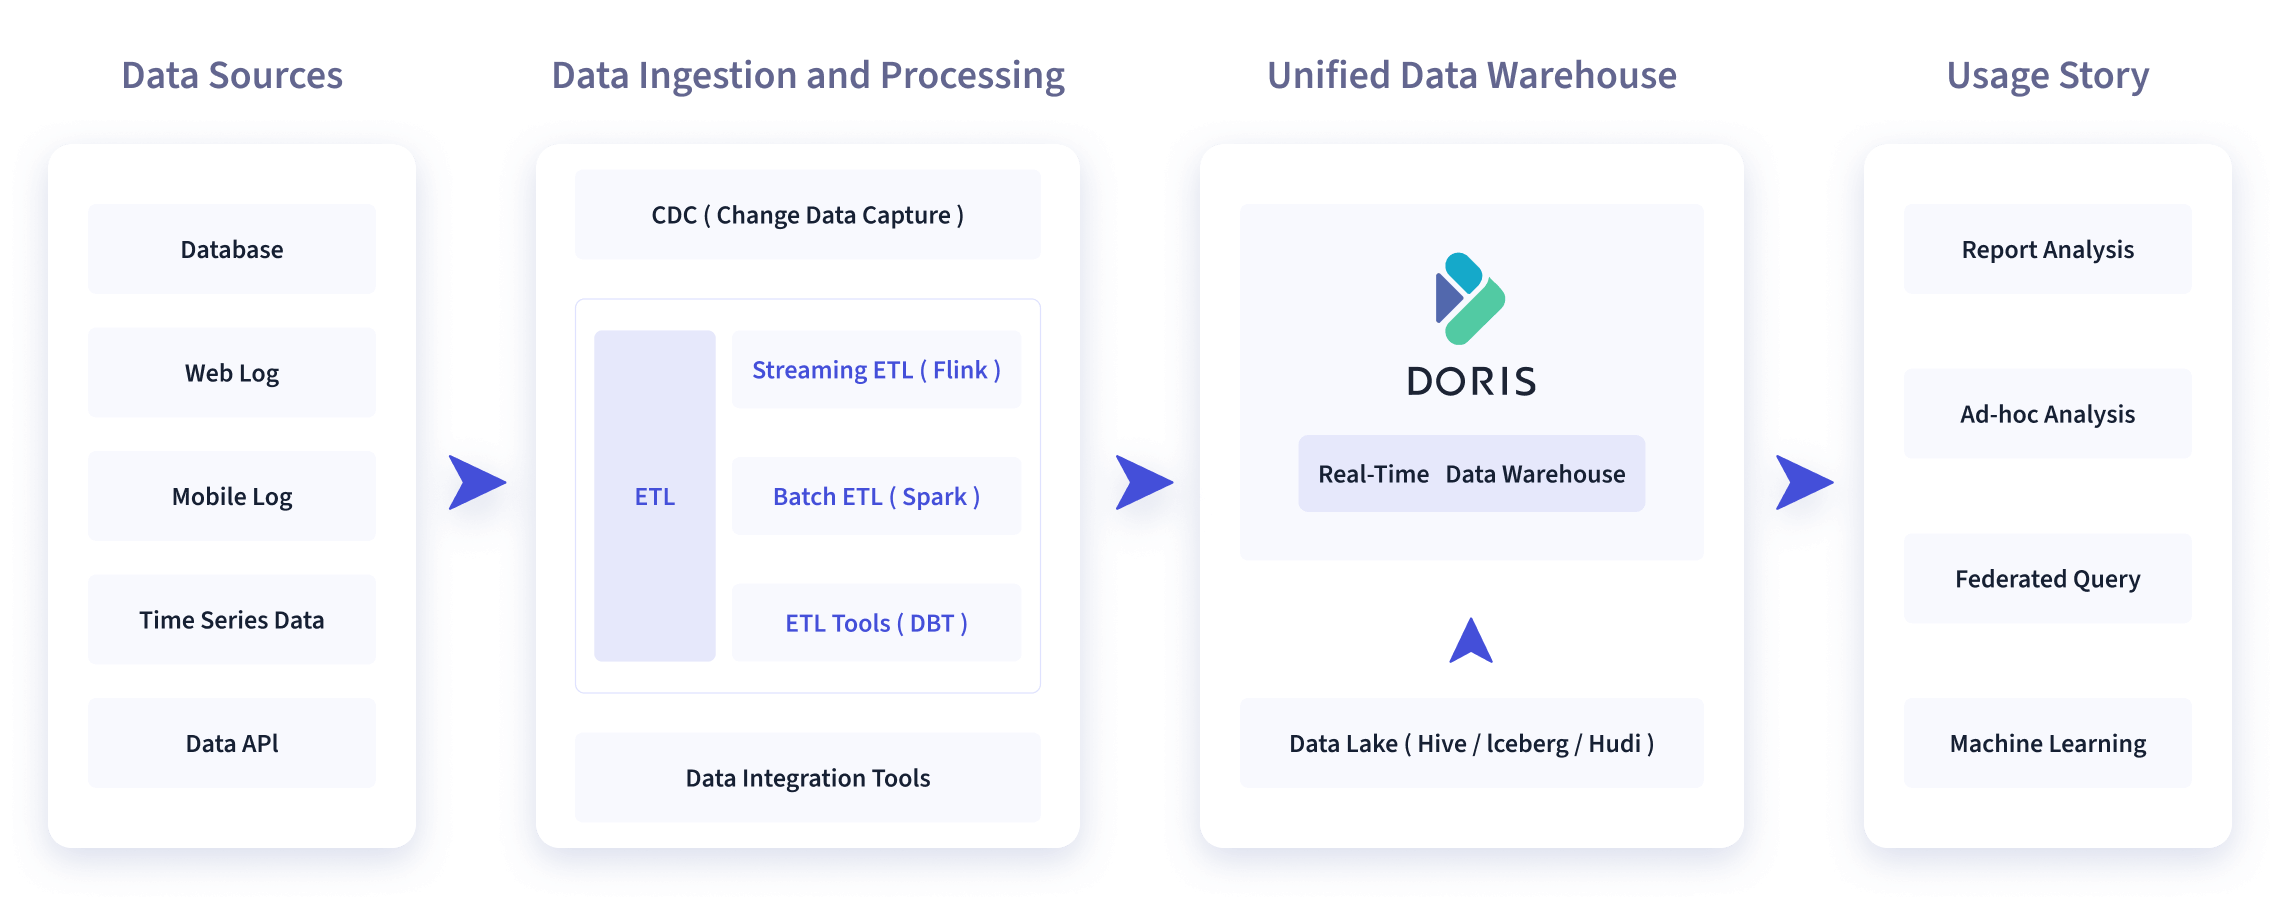 Data Sources
Database
Web Log
Mobile Log
Time Series Data
Data APl
Data Ingestion and Processing
CDC ( Change Data Capture )
ETL
Streaming ETL ( Flink )
Batch ETL ( Spark )
ETL Tools ( DBT )
Data Integration Tools
Unified Data Warehouse
DORIS
Real-Time Data Warehouse
Data Lake ( Hive / lceberg / Hudi )
Usage Story
Report Analysis
Ad-hoc Analysis
Federated Query
Machine Learning